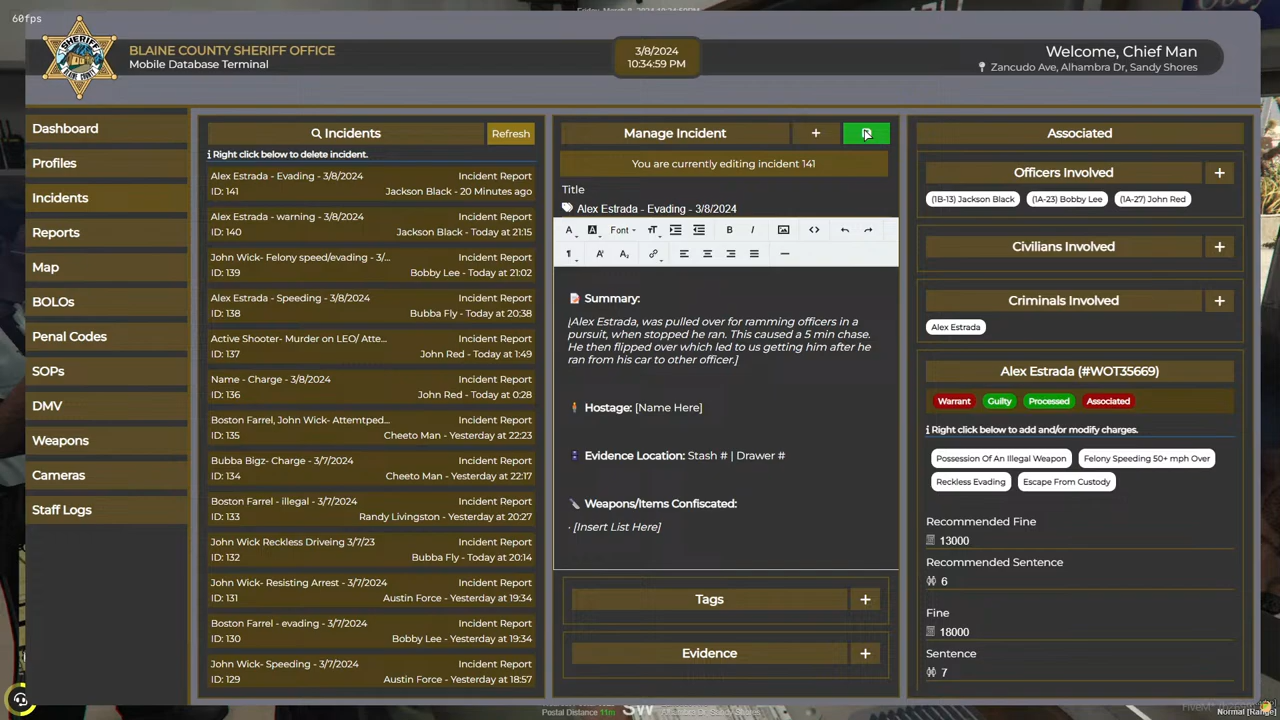 60fps
Friday, March 8, 2024 10:34:59 PM
BLAINE COUNTY SHERIFF OFFICE
Mobile Database Terminal
3/8/2024
10:34:59 PM
Welcome, Chief Man
Zancudo Ave, Alhambra Dr, Sandy Shores
Dashboard
Profiles
Incidents
Reports
Map
BOLOs
Penal Codes
SOPs
DMV
Weapons
Cameras
Staff Logs
Incidents
Refresh
Right click below to delete incident.
Alex Estrada - Evading - 3/8/2024 Incident Report
ID: 141 Jackson Black - 20 Minutes ago
Alex Estrada - warning - 3/8/2024 Incident Report
ID: 140 Jackson Black - Today at 21:15
John Wick- Felony speed/evading - 3/... Incident Report
ID: 139 Bobby Lee - Today at 21:02
Alex Estrada - Speeding - 3/8/2024 Incident Report
ID: 138 Bubba Fly - Today at 20:38
Active Shooter- Murder on LEO/ Atte... Incident Report
ID: 137 John Red - Today at 1:49
Name - Charge - 3/8/2024 Incident Report
ID: 136 John Red - Today at 0:28
Boston Farrel, John Wick- Attemtped... Incident Report
ID: 135 Cheeto Man - Yesterday at 22:23
Bubba Bigz- Charge - 3/7/2024 Incident Report
ID: 134 Cheeto Man - Yesterday at 22:17
Boston Farrel - illegal - 3/7/2024 Incident Report
ID: 133 Randy Livingston - Yesterday at 20:27
John Wick Reckless Driveing 3/7/23 Incident Report
ID: 132 Bubba Fly - Today at 20:14
John Wick- Resisting Arrest - 3/7/2024 Incident Report
ID: 131 Austin Force - Yesterday at 19:34
Boston Farrel - evading - 3/7/2024 Incident Report
ID: 130 Bobby Lee - Yesterday at 19:34
John Wick- Speeding - 3/7/2024 Incident Report
ID: 129 Austin Force - Yesterday at 18:57
Manage Incident
+
You are currently editing incident 141
Title
Alex Estrada - Evading - 3/8/2024
Font
B I
Summary:
[Alex Estrada, was pulled over for ramming officers in a
pursuit, when stopped he ran. This caused a 5 min chase.
He then flipped over which led to us getting him after he
ran from his car to other officer.]
Hostage: [Name Here]
Evidence Location: Stash # | Drawer #
Weapons/Items Confiscated:
· [Insert List Here]
Tags +
Evidence +
Associated
Officers Involved +
(1B-13) Jackson Black (1A-23) Bobby Lee (1A-27) John Red
Civilians Involved +
Criminals Involved +
Alex Estrada
Alex Estrada (#WOT35669)
Warrant Guilty Processed Associated
Right click below to add and/or modify charges.
Possession Of An Illegal Weapon Felony Speeding 50+ mph Over
Reckless Evading Escape From Custody
Recommended Fine
13000
Recommended Sentence
6
Fine
18000
Sentence
7
Postal Distance 11m
SW
Alhambra Dr, Sandy Shores
Normal [Range]